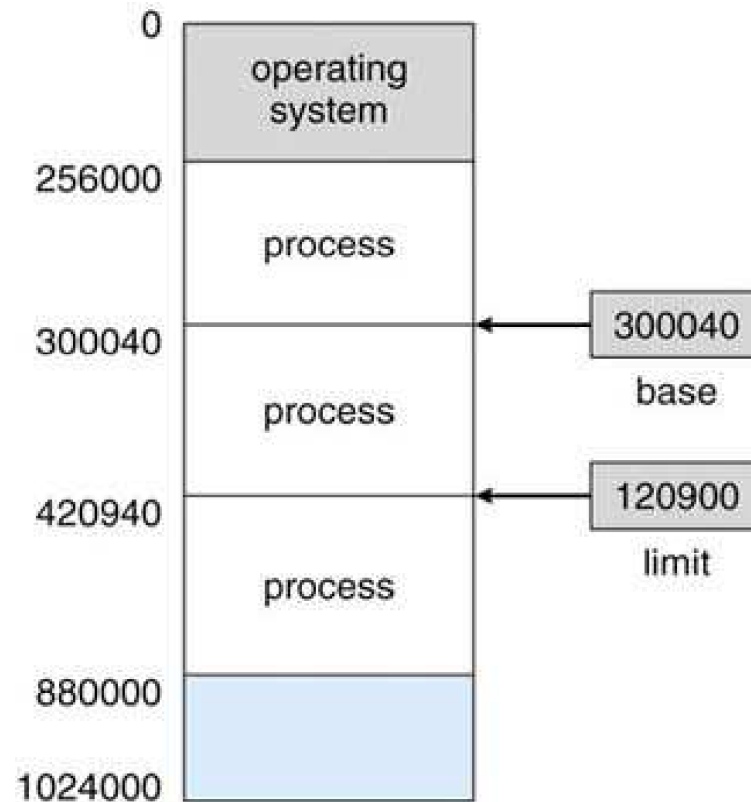 0
operating
system
256000
process
300040
300040
base
process
420940
120900
limit
process
880000
1024000